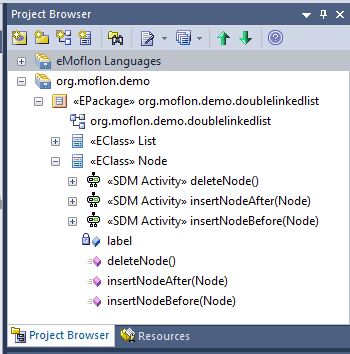 Project Browser
eMoflon Languages
org.moflon.demo
«EPackage» org.moflon.demo.doublelinkedlist
org.moflon.demo.doublelinkedlist
«EClass» List
«EClass» Node
«SDM Activity» deleteNode()
«SDM Activity» insertNodeAfter(Node)
«SDM Activity» insertNodeBefore(Node)
label
deleteNode()
insertNodeAfter(Node)
insertNodeBefore(Node)
Project Browser Resources